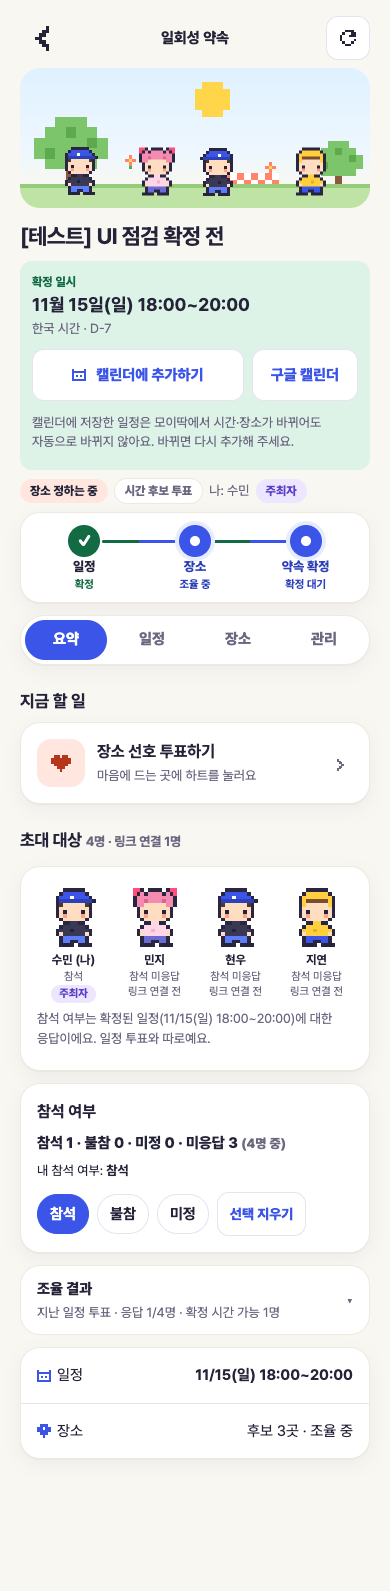 일회성 약속
[테스트] UI 점검 확정 전
확정 일시
11월 15일(일) 18:00~20:00
한국 시간 · D-7
캘린더에 추가하기
구글 캘린더
캘린더에 저장한 일정은 모이딱에서 시간·장소가 바뀌어도
자동으로 바뀌지 않아요. 바뀌면 다시 추가해 주세요.
장소 정하는 중 시간 후보 투표 나: 수민 주최자
일정 장소 약속 확정
확정 조율 중 확정 대기
요약 일정 장소 관리
지금 할 일
장소 선호 투표하기
마음에 드는 곳에 하트를 눌러요
초대 대상 4명 · 링크 연결 1명
수민 (나) 민지 현우 지연
참석 참석 미응답 참석 미응답 참석 미응답
주최자 링크 연결 전 링크 연결 전 링크 연결 전
참석 여부는 확정된 일정(11/15(일) 18:00~20:00)에 대한
응답이에요. 일정 투표와 따로예요.
참석 여부
참석 1 · 불참 0 · 미정 0 · 미응답 3 (4명 중)
내 참석 여부: 참석
참석 불참 미정 선택 지우기
조율 결과
지난 일정 투표 · 응답 1/4명 · 확정 시간 가능 1명
일정 11/15(일) 18:00~20:00
장소 후보 3곳 · 조율 중